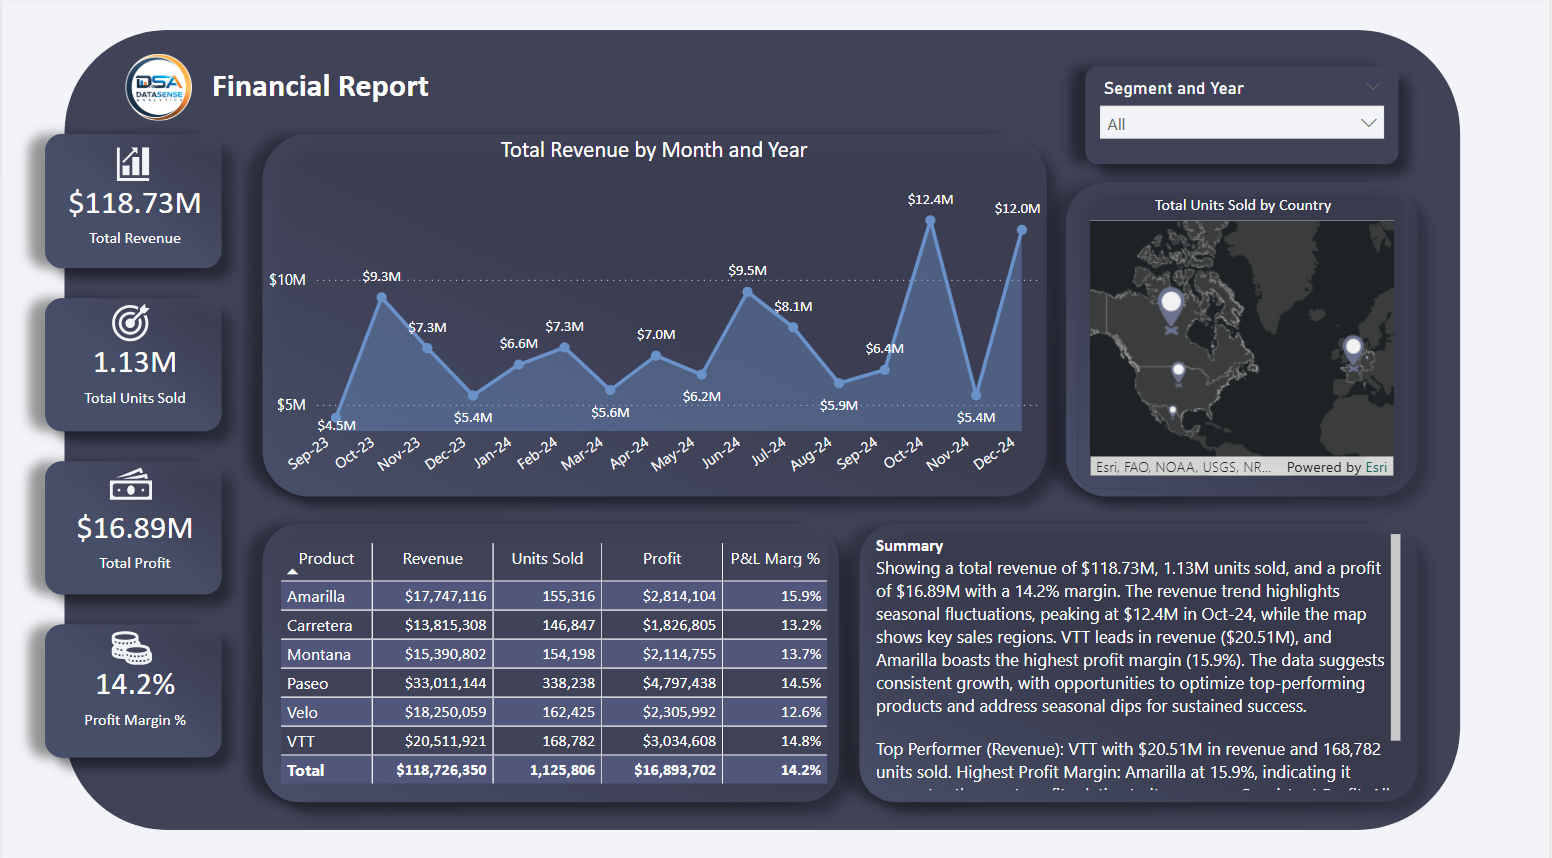 DSA
DATASENSE
ANALYTICS
Financial Report
Segment and Year
All
$118.73M
Total Revenue
1.13M
Total Units Sold
$16.89M
Total Profit
14.2%
Profit Margin %
Total Revenue by Month and Year
$10M
$5M
$4.5M
$9.3M
$7.3M
$5.4M
$6.6M
$7.3M
$5.6M
$7.0M
$6.2M
$9.5M
$8.1M
$5.9M
$6.4M
$12.4M
$5.4M
$12.0M
Sep-23
Oct-23
Nov-23
Dec-23
Jan-24
Feb-24
Mar-24
Apr-24
May-24
Jun-24
Jul-24
Aug-24
Sep-24
Oct-24
Nov-24
Dec-24
Total Units Sold by Country
Esri, FAO, NOAA, USGS, NR... Powered by Esri
Product Revenue Units Sold Profit P&L Marg %
Amarilla $17,747,116 155,316 $2,814,104 15.9%
Carretera $13,815,308 146,847 $1,826,805 13.2%
Montana $15,390,802 154,198 $2,114,755 13.7%
Paseo $33,011,144 338,238 $4,797,438 14.5%
Velo $18,250,059 162,425 $2,305,992 12.6%
VTT $20,511,921 168,782 $3,034,608 14.8%
Total $118,726,350 1,125,806 $16,893,702 14.2%
Summary
Showing a total revenue of $118.73M, 1.13M units sold, and a profit
of $16.89M with a 14.2% margin. The revenue trend highlights
seasonal fluctuations, peaking at $12.4M in Oct-24, while the map
shows key sales regions. VTT leads in revenue ($20.51M), and
Amarilla boasts the highest profit margin (15.9%). The data suggests
consistent growth, with opportunities to optimize top-performing
products and address seasonal dips for sustained success.
Top Performer (Revenue): VTT with $20.51M in revenue and 168,782
units sold. Highest Profit Margin: Amarilla at 15.9%, indicating it